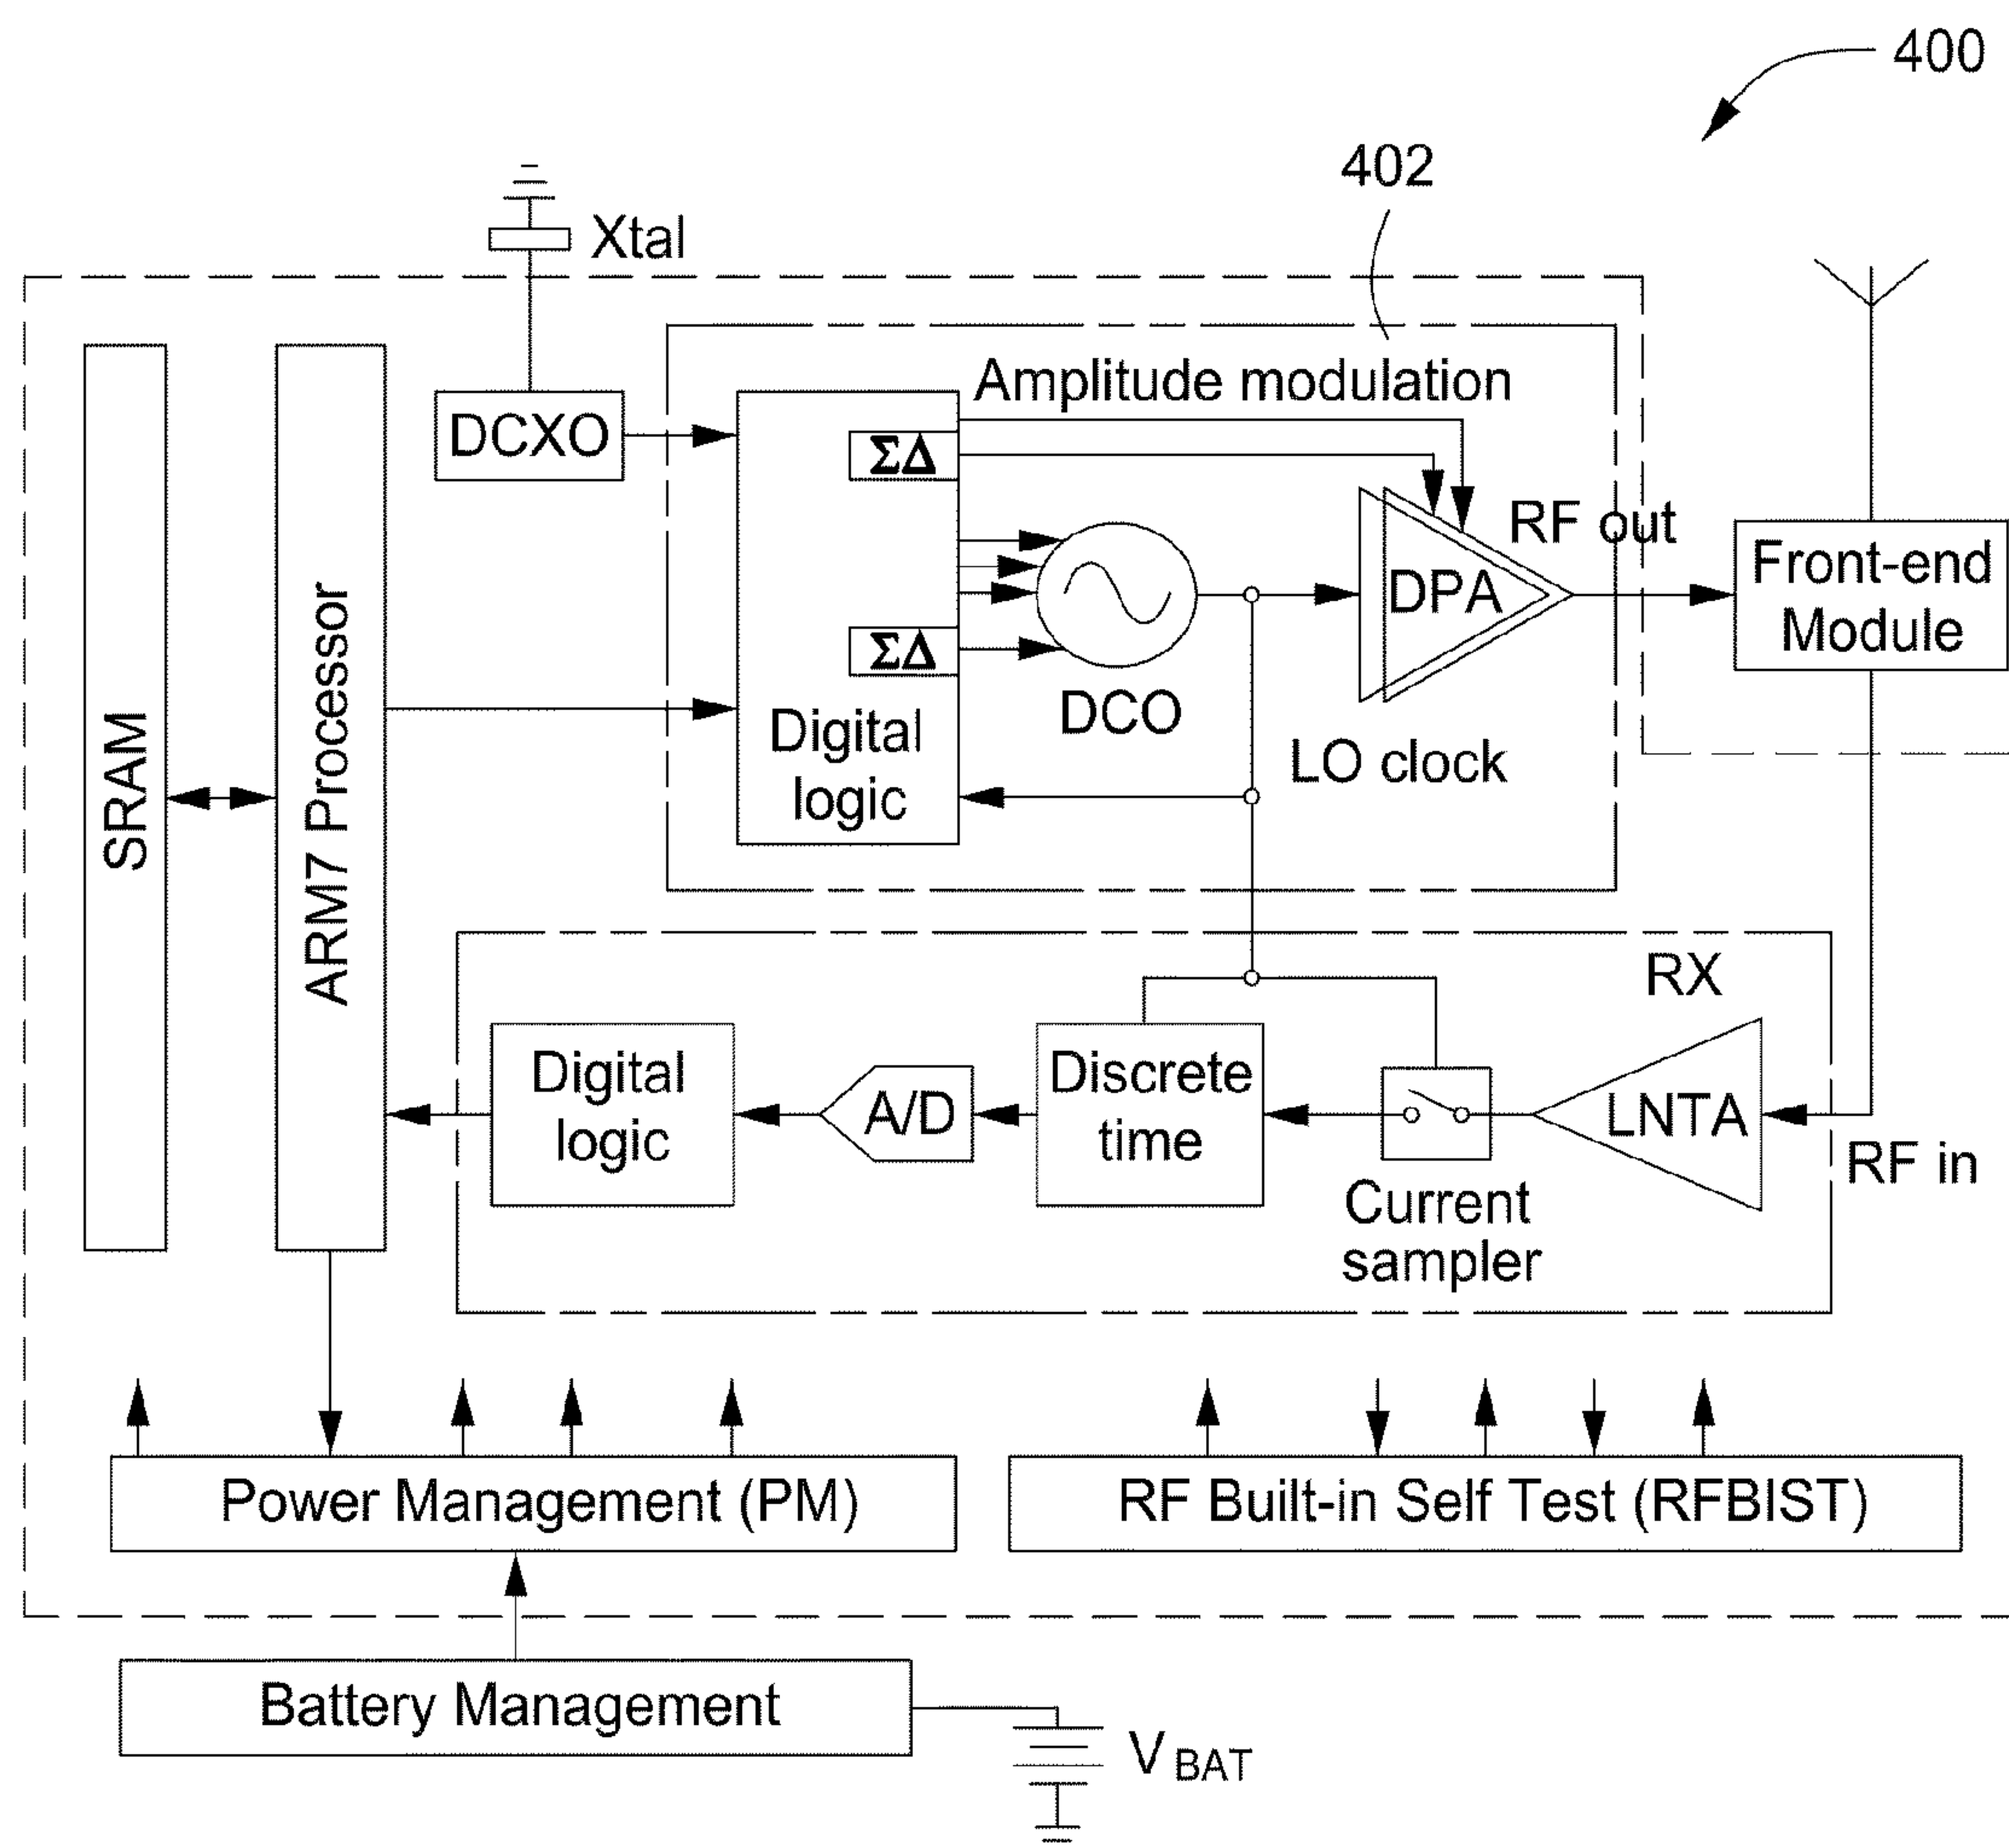 400
402
Xtal
Amplitude modulation
DCXO
ΣΔ
RF out
DPA
Front-end
Module
ΣΔ
DCO
Digital
logic
LO clock
SRAM
ARM7 Processor
RX
Digital
logic
A/D
Discrete
time
LNTA
RF in
Current
sampler
Power Management (PM)
RF Built-in Self Test (RFBIST)
Battery Management
VBAT